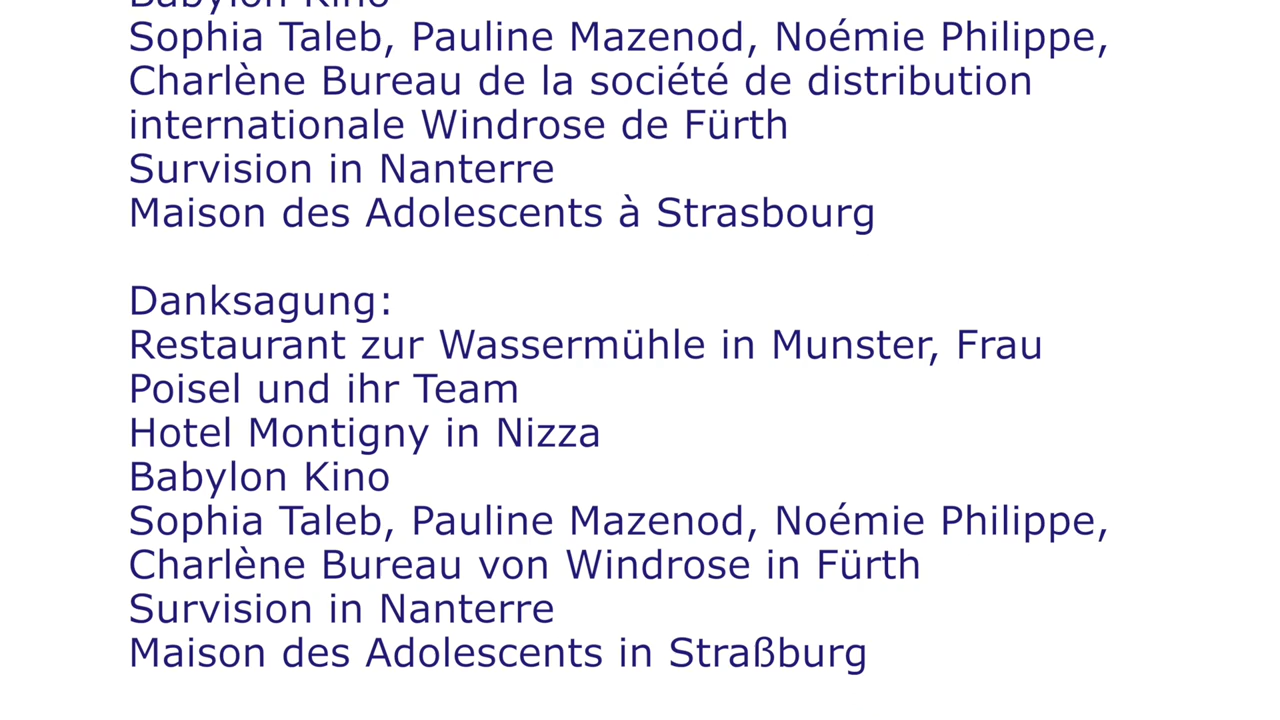 Babylon Kino
Sophia Taleb, Pauline Mazenod, Noémie Philippe,
Charlène Bureau de la société de distribution
internationale Windrose de Fürth
Survision in Nanterre
Maison des Adolescents à Strasbourg
Danksagung:
Restaurant zur Wassermühle in Munster, Frau
Poisel und ihr Team
Hotel Montigny in Nizza
Babylon Kino
Sophia Taleb, Pauline Mazenod, Noémie Philippe,
Charlène Bureau von Windrose in Fürth
Survision in Nanterre
Maison des Adolescents in Straßburg